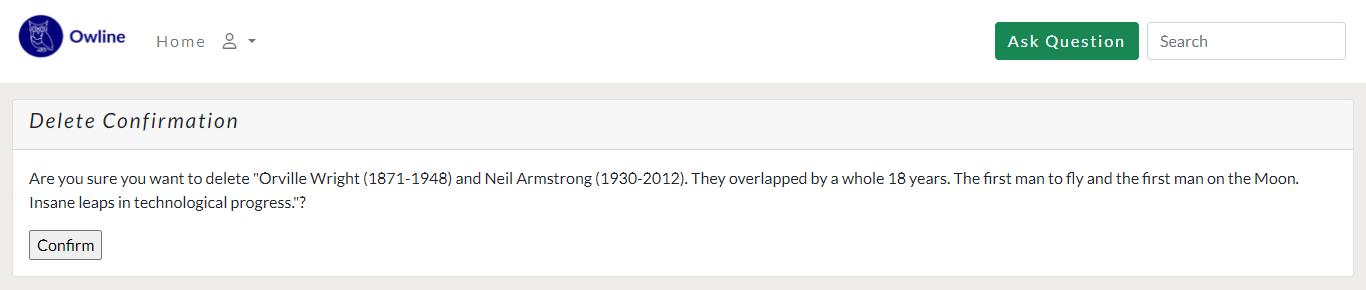 Owline
Home
Ask Question
Search
Delete Confirmation
Are you sure you want to delete "Orville Wright (1871-1948) and Neil Armstrong (1930-2012). They overlapped by a whole 18 years. The first man to fly and the first man on the Moon.
Insane leaps in technological progress."?
Confirm